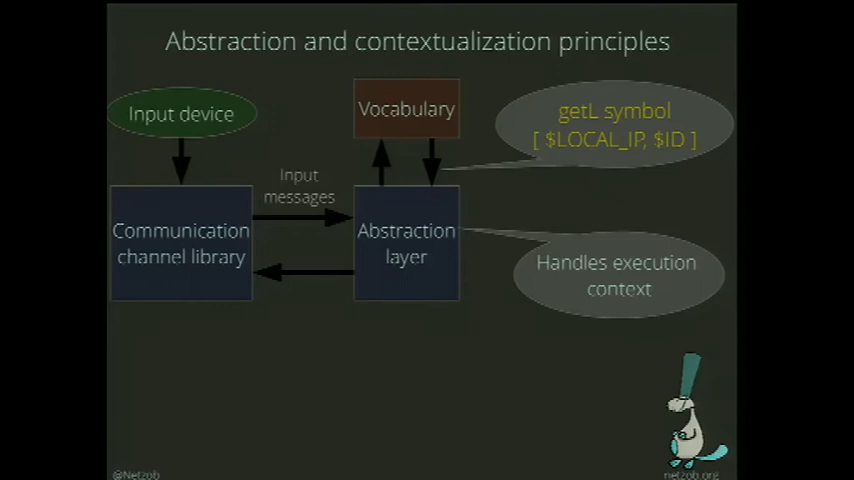 Abstraction and contextualization principles
Input device
Vocabulary
getL symbol
[ $LOCAL_IP, $ID ]
Input
messages
Communication
channel library
Abstraction
layer
Handles execution
context
@Netzob
netzob.org